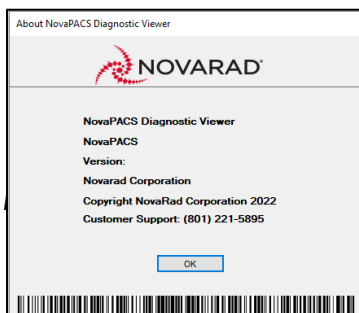 About NovaPACS Diagnostic Viewer
NOVARAD
NovaPACS Diagnostic Viewer
NovaPACS
Version:
Novarad Corporation
Copyright NovaRad Corporation 2022
Customer Support: (801) 221-5895
OK